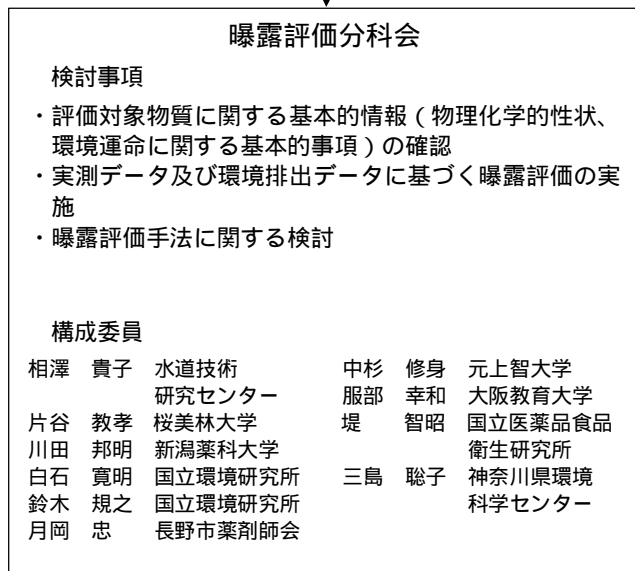 曝露評価分科会
検討事項
・評価対象物質に関する基本的情報(物理化学的性状、
環境運命に関する基本的事項)の確認
・実測データ及び環境排出データに基づく曝露評価の実
施
・曝露評価手法に関する検討
構成委員
相澤 貴子 水道技術
研究センター
片谷 教孝 桜美林大学
川田 邦明 新潟薬科大学
白石 寛明 国立環境研究所
鈴木 規之 国立環境研究所
月岡 忠 長野市薬剤師会
中杉 修身 元上智大学
服部 幸和 大阪教育大学
堤 智昭 国立医薬品食品
衛生研究所
三島 聡子 神奈川県環境
科学センター